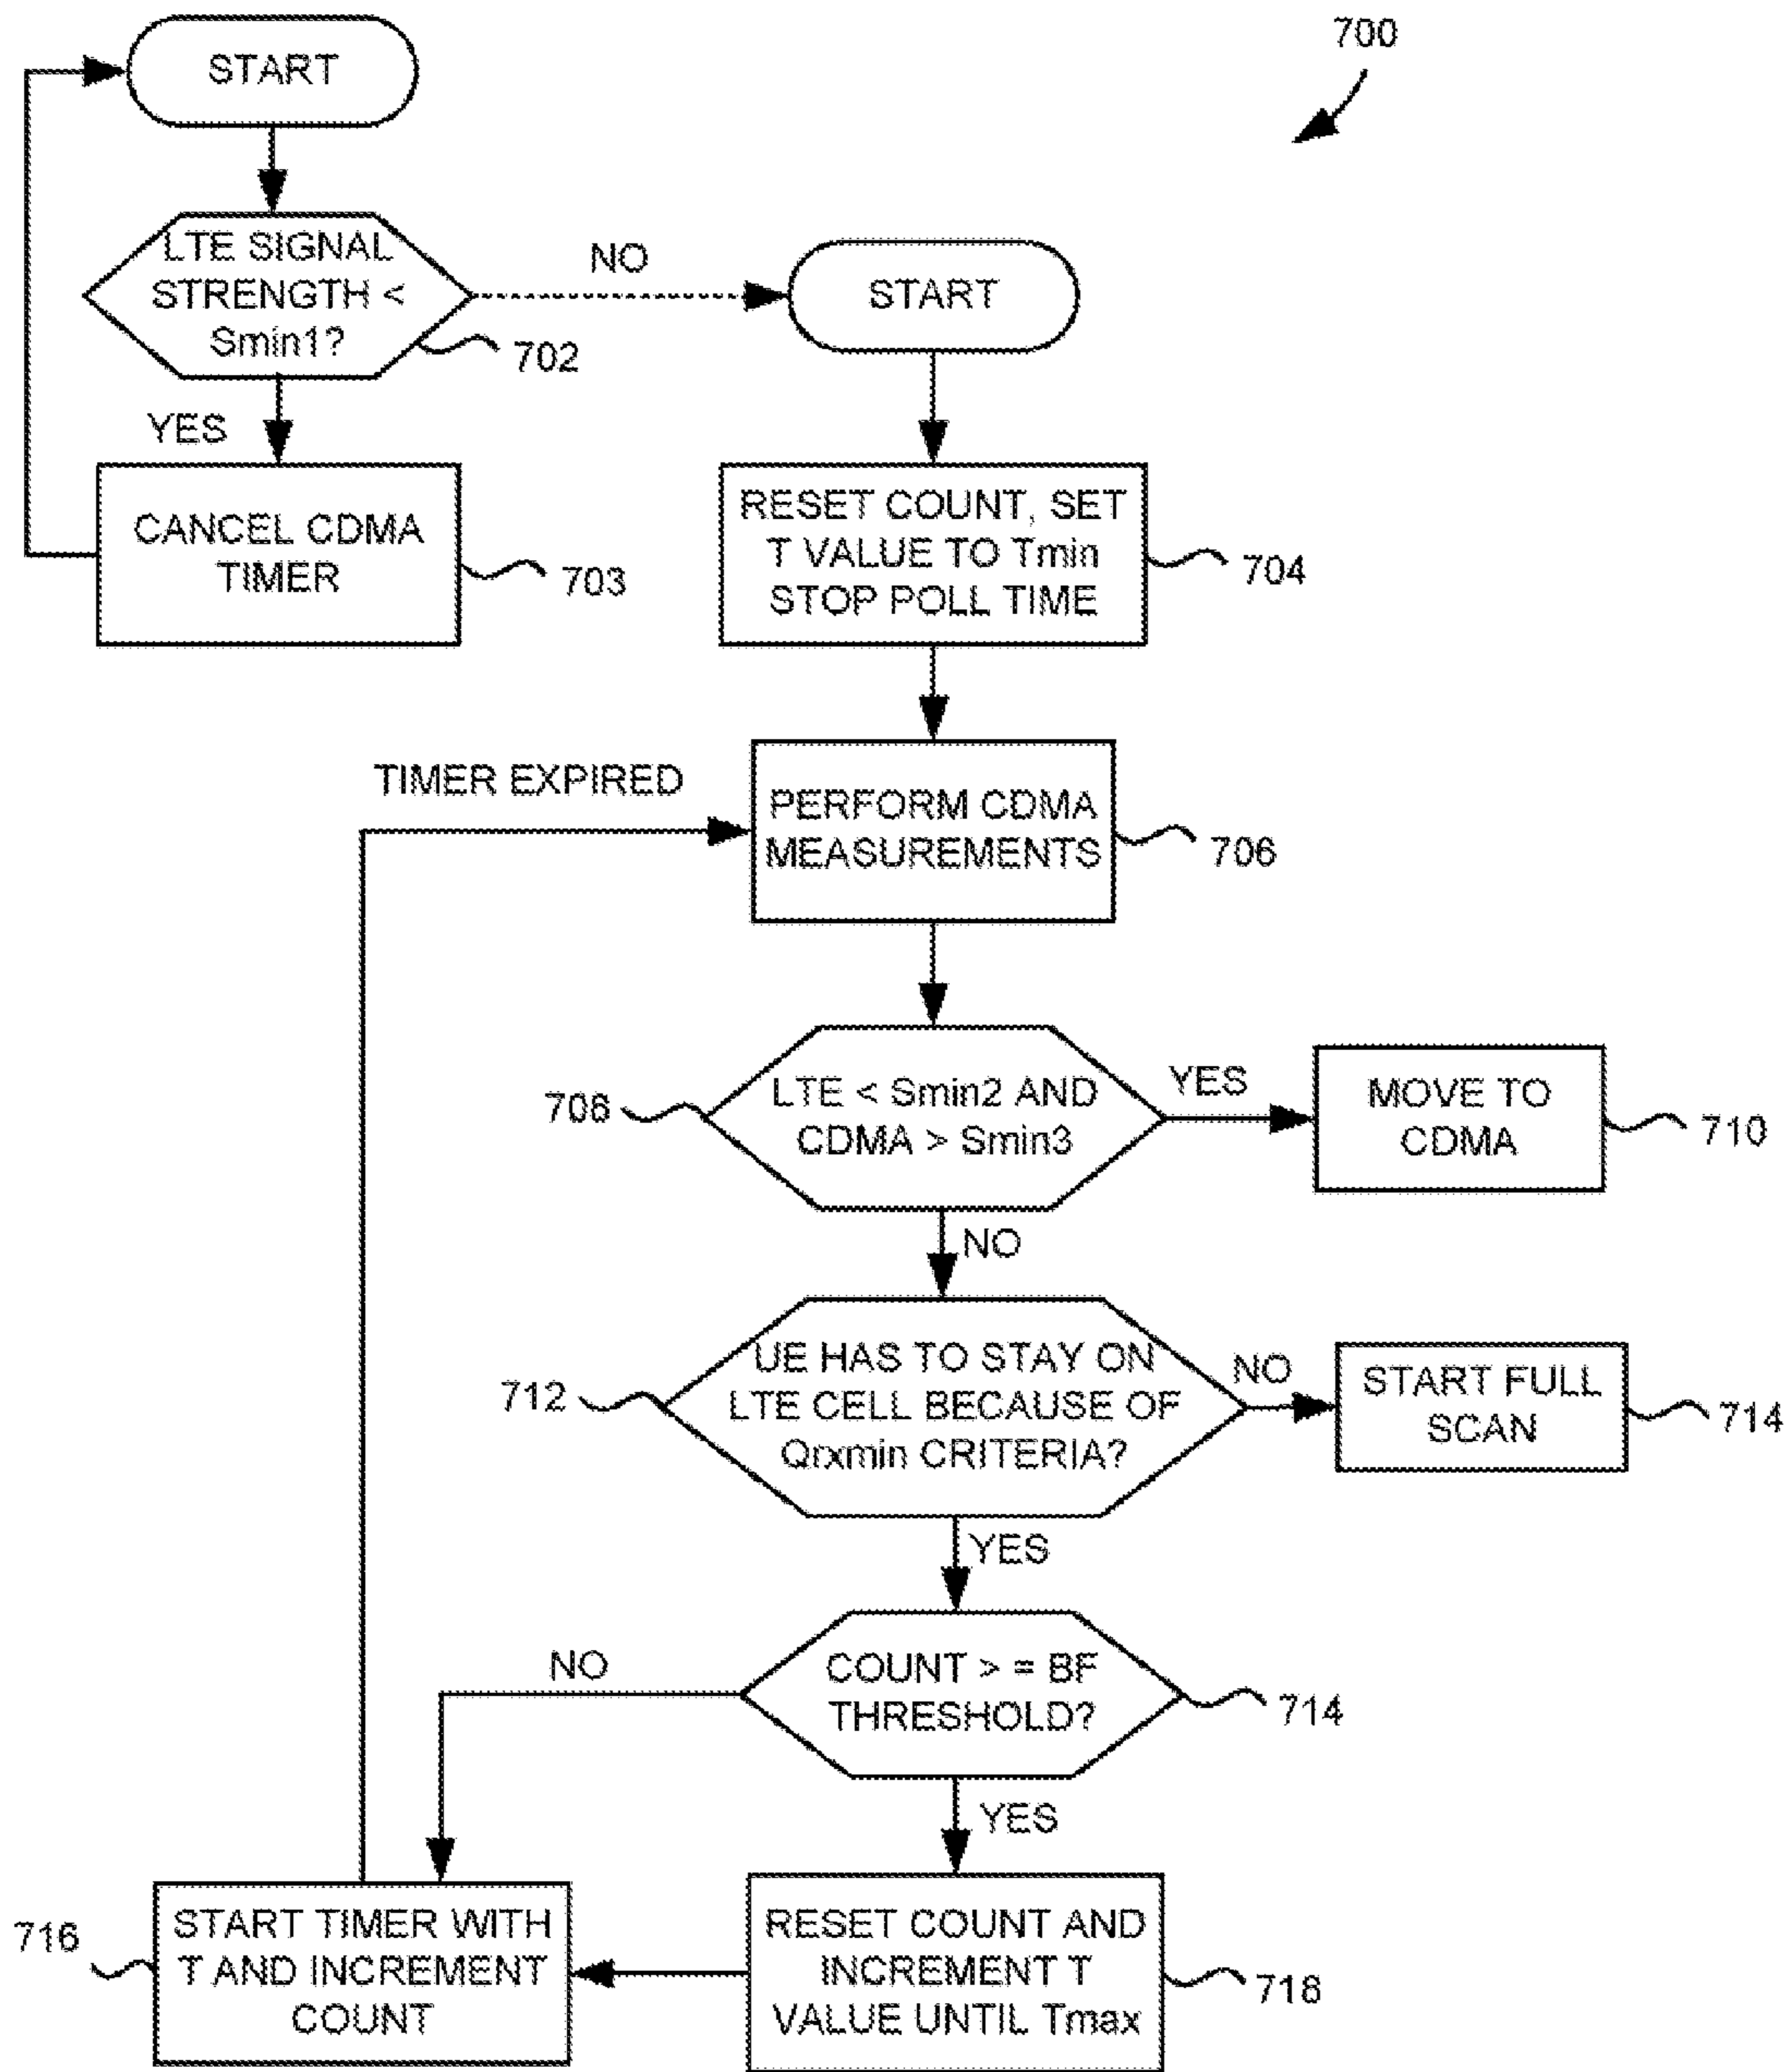 700
START
LTE SIGNAL
STRENGTH <
Smin1?
702
NO
START
YES
CANCEL CDMA
TIMER
703
RESET COUNT, SET
T VALUE TO Tmin
STOP POLL TIME
704
TIMER EXPIRED
PERFORM CDMA
MEASUREMENTS
706
708
LTE < Smin2 AND
CDMA > Smin3
YES
MOVE TO
CDMA
710
NO
712
UE HAS TO STAY ON
LTE CELL BECAUSE OF
Qrxmin CRITERIA?
NO
START FULL
SCAN
714
YES
NO
COUNT > = BF
THRESHOLD?
714
YES
716
START TIMER WITH
T AND INCREMENT
COUNT
RESET COUNT AND
INCREMENT T
VALUE UNTIL Tmax
718